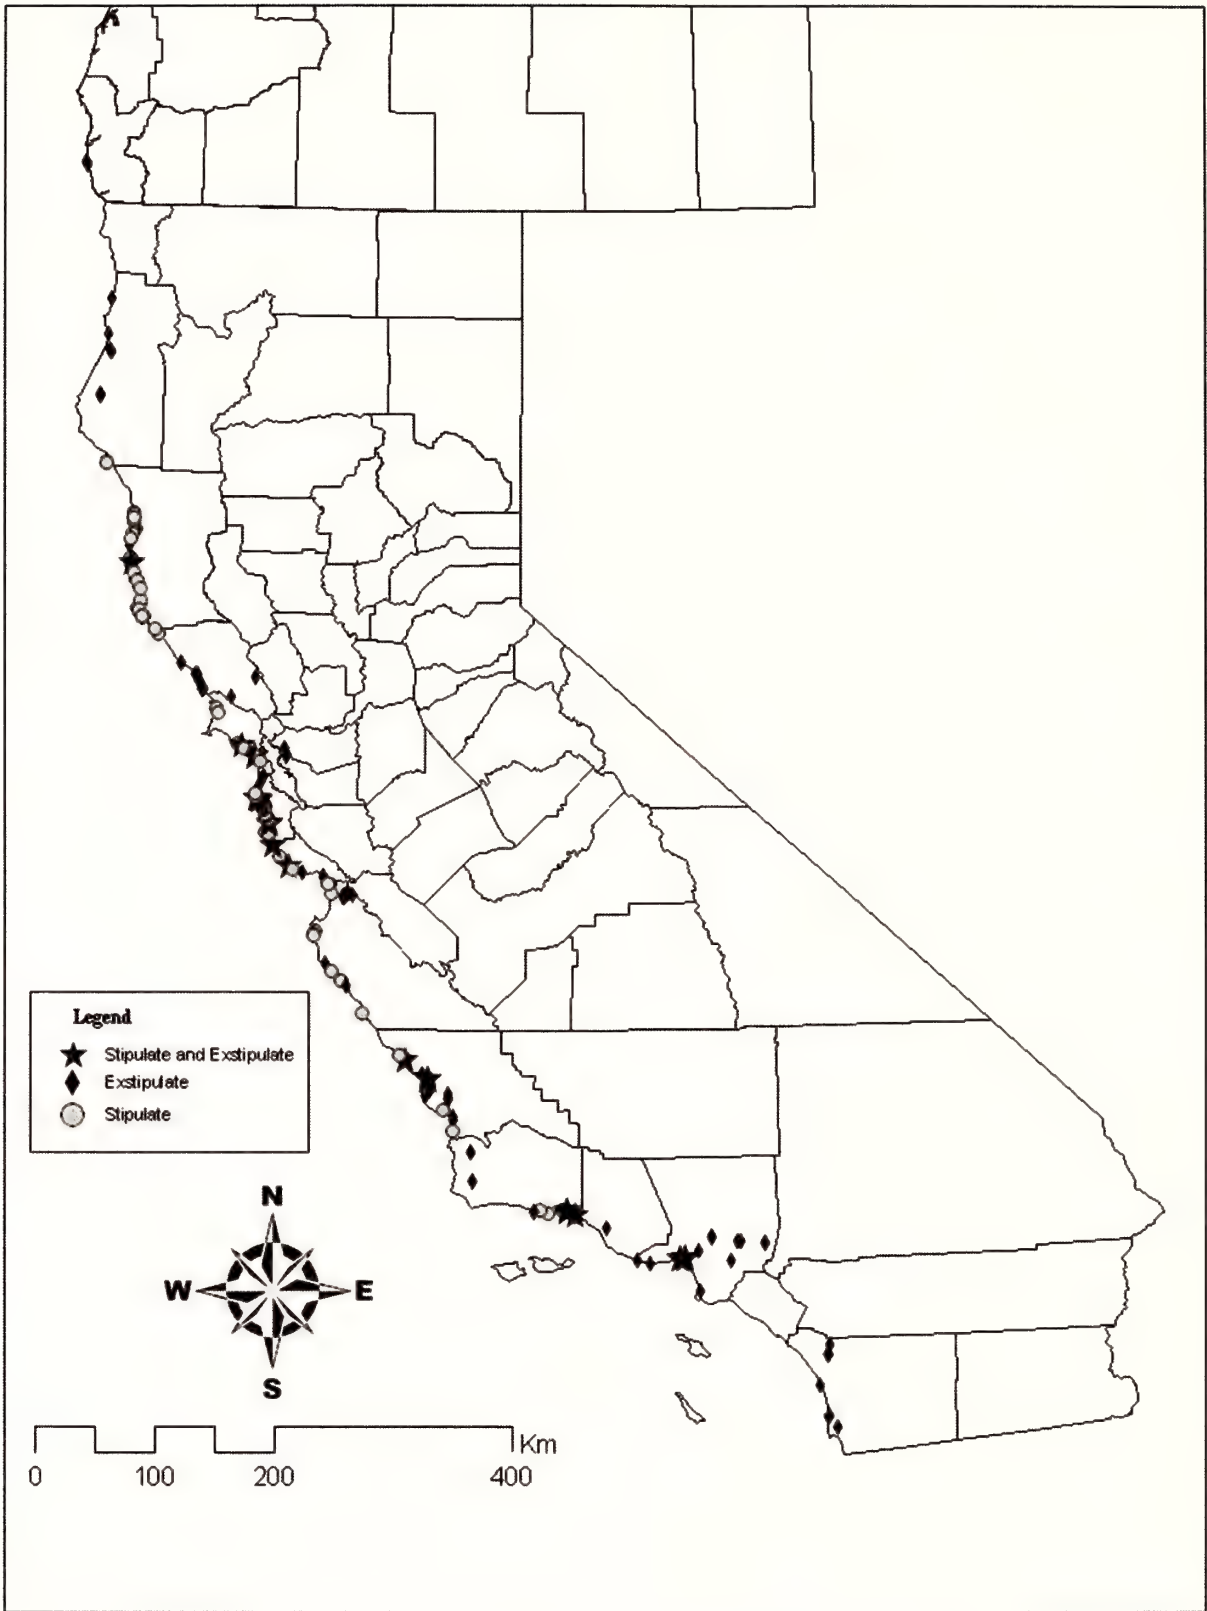 Legend
Stipulate and Exstipulate
Exstipulate
Stipulate
N
W E
S
Km
0 100 200 400